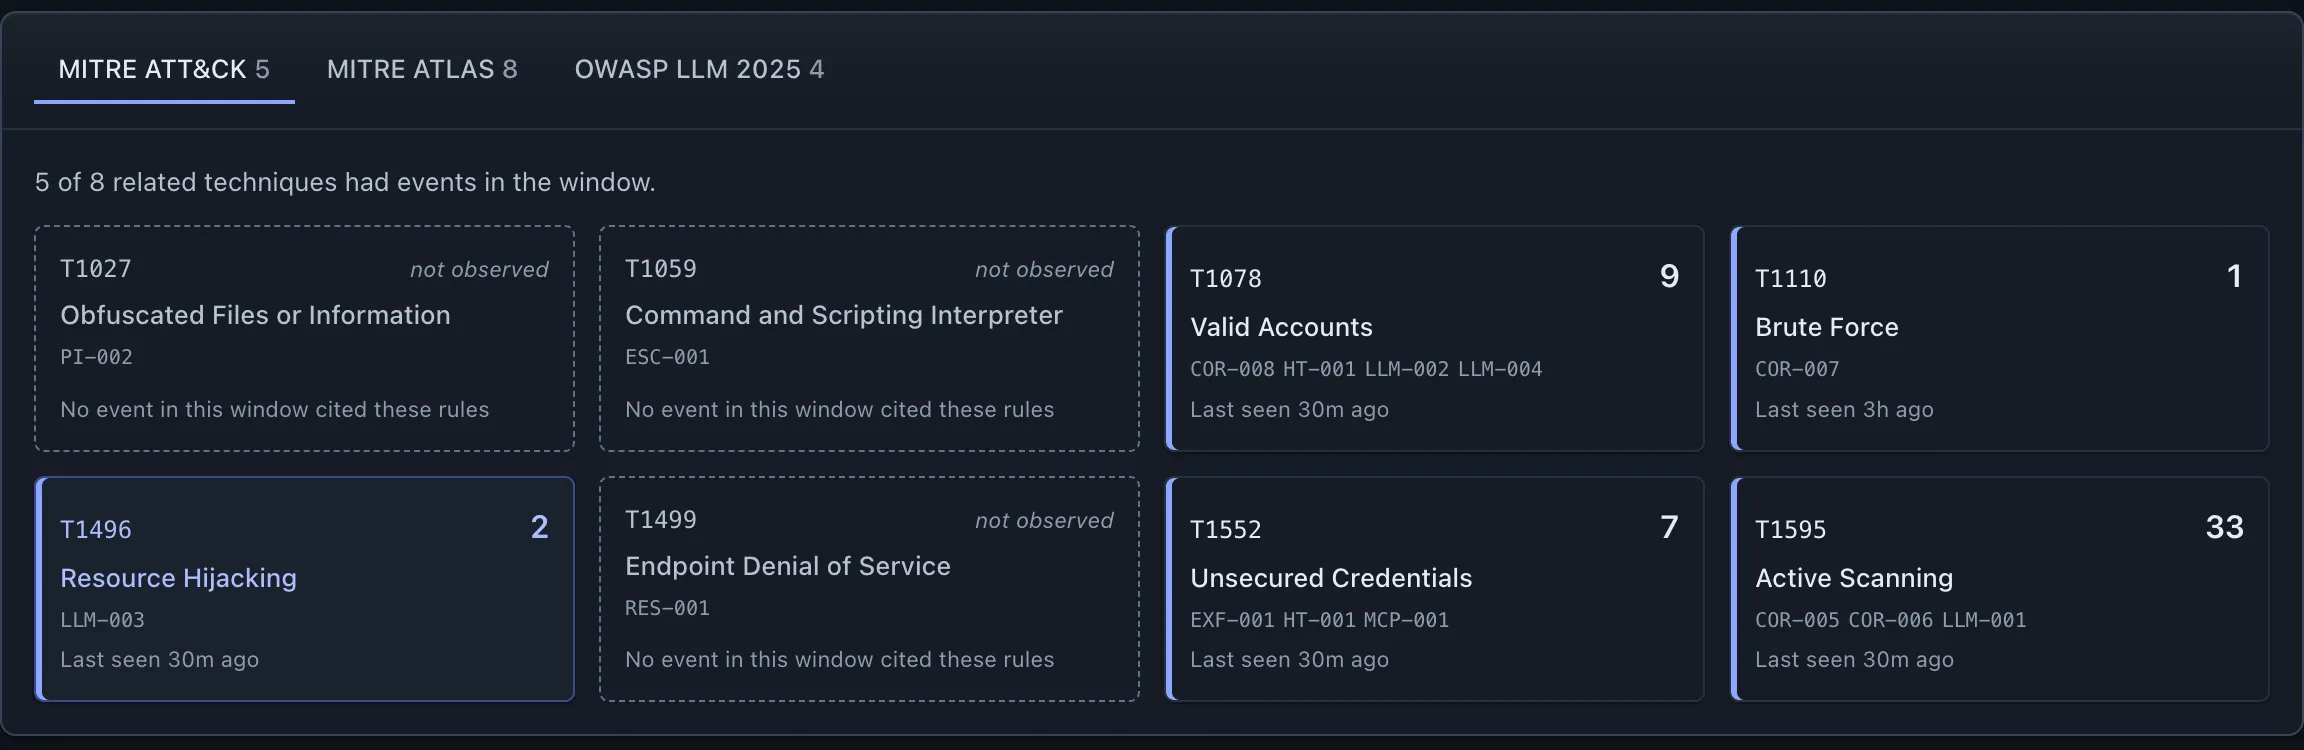 MITRE ATT&CK 5
MITRE ATLAS 8
OWASP LLM 2025 4
5 of 8 related techniques had events in the window.
T1027
not observed
Obfuscated Files or Information
PI-002
No event in this window cited these rules
T1059
not observed
Command and Scripting Interpreter
ESC-001
No event in this window cited these rules
T1078
9
Valid Accounts
COR-008 HT-001 LLM-002 LLM-004
Last seen 30m ago
T1110
1
Brute Force
COR-007
Last seen 3h ago
T1496
2
Resource Hijacking
LLM-003
Last seen 30m ago
T1499
not observed
Endpoint Denial of Service
RES-001
No event in this window cited these rules
T1552
7
Unsecured Credentials
EXF-001 HT-001 MCP-001
Last seen 30m ago
T1595
33
Active Scanning
COR-005 COR-006 LLM-001
Last seen 30m ago